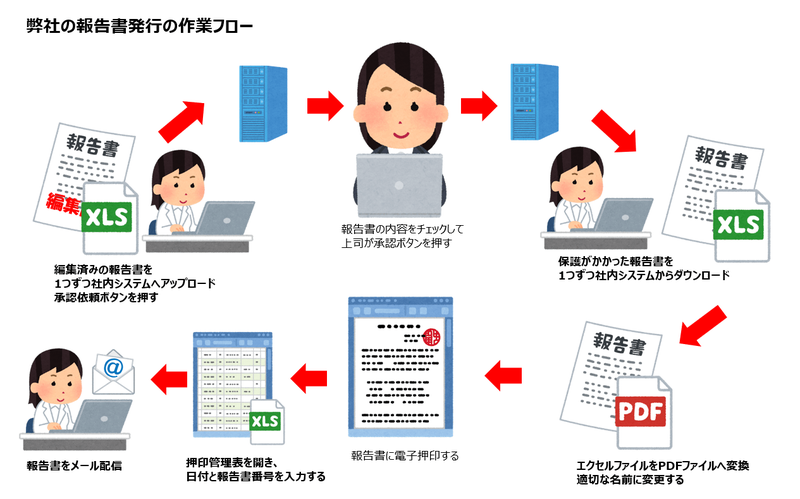 弊社の報告書発行の作業フロー
報告書
編集
XLS
編集済みの報告書を
1つずつ社内システムへアップロード
承認依頼ボタンを押す
報告書の内容をチェックして
上司が承認ボタンを押す
報告書
XLS
保護がかかった報告書を
1つずつ社内システムからダウンロード
報告書
PDF
エクセルファイルをPDFファイルへ変換
適切な名前に変更する
報告書に電子押印する
XLS
押印管理表を開き、
日付と報告書番号を入力する
@
報告書をメール配信